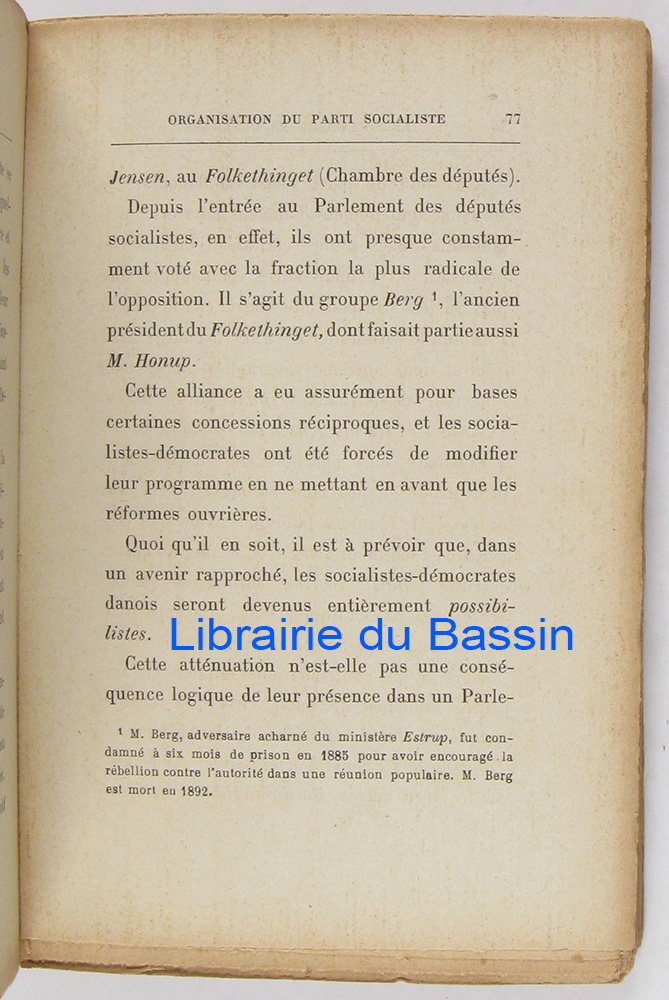 ORGANISATION DU PARTI SOCIALISTE 77
Jensen, au Folkethinget (Chambre des députés).
Depuis l'entrée au Parlement des députés
socialistes, en effet, ils ont presque constam-
ment voté avec la fraction la plus radicale de
l'opposition. Il s'agit du groupe Berg ¹, l'ancien
président du Folkethinget, dont faisait partie aussi
M. Honup.
Cette alliance a eu assurément pour bases
certaines concessions réciproques, et les socia-
listes-démocrates ont été forcés de modifier
leur programme en ne mettant en avant que les
réformes ouvrières.
Quoi qu'il en soit, il est à prévoir que, dans
un avenir rapproché, les socialistes-démocrates
danois seront devenus entièrement possibi-
listes.
Librairie du Bassin
Cette atténuation n'est-elle pas une consé-
quence logique de leur présence dans un Parle-
¹ M. Berg, adversaire acharné du ministère Estrup, fut con-
damné à six mois de prison en 1885 pour avoir encouragé la
rébellion contre l'autorité dans une réunion populaire. M. Berg
est mort en 1892.